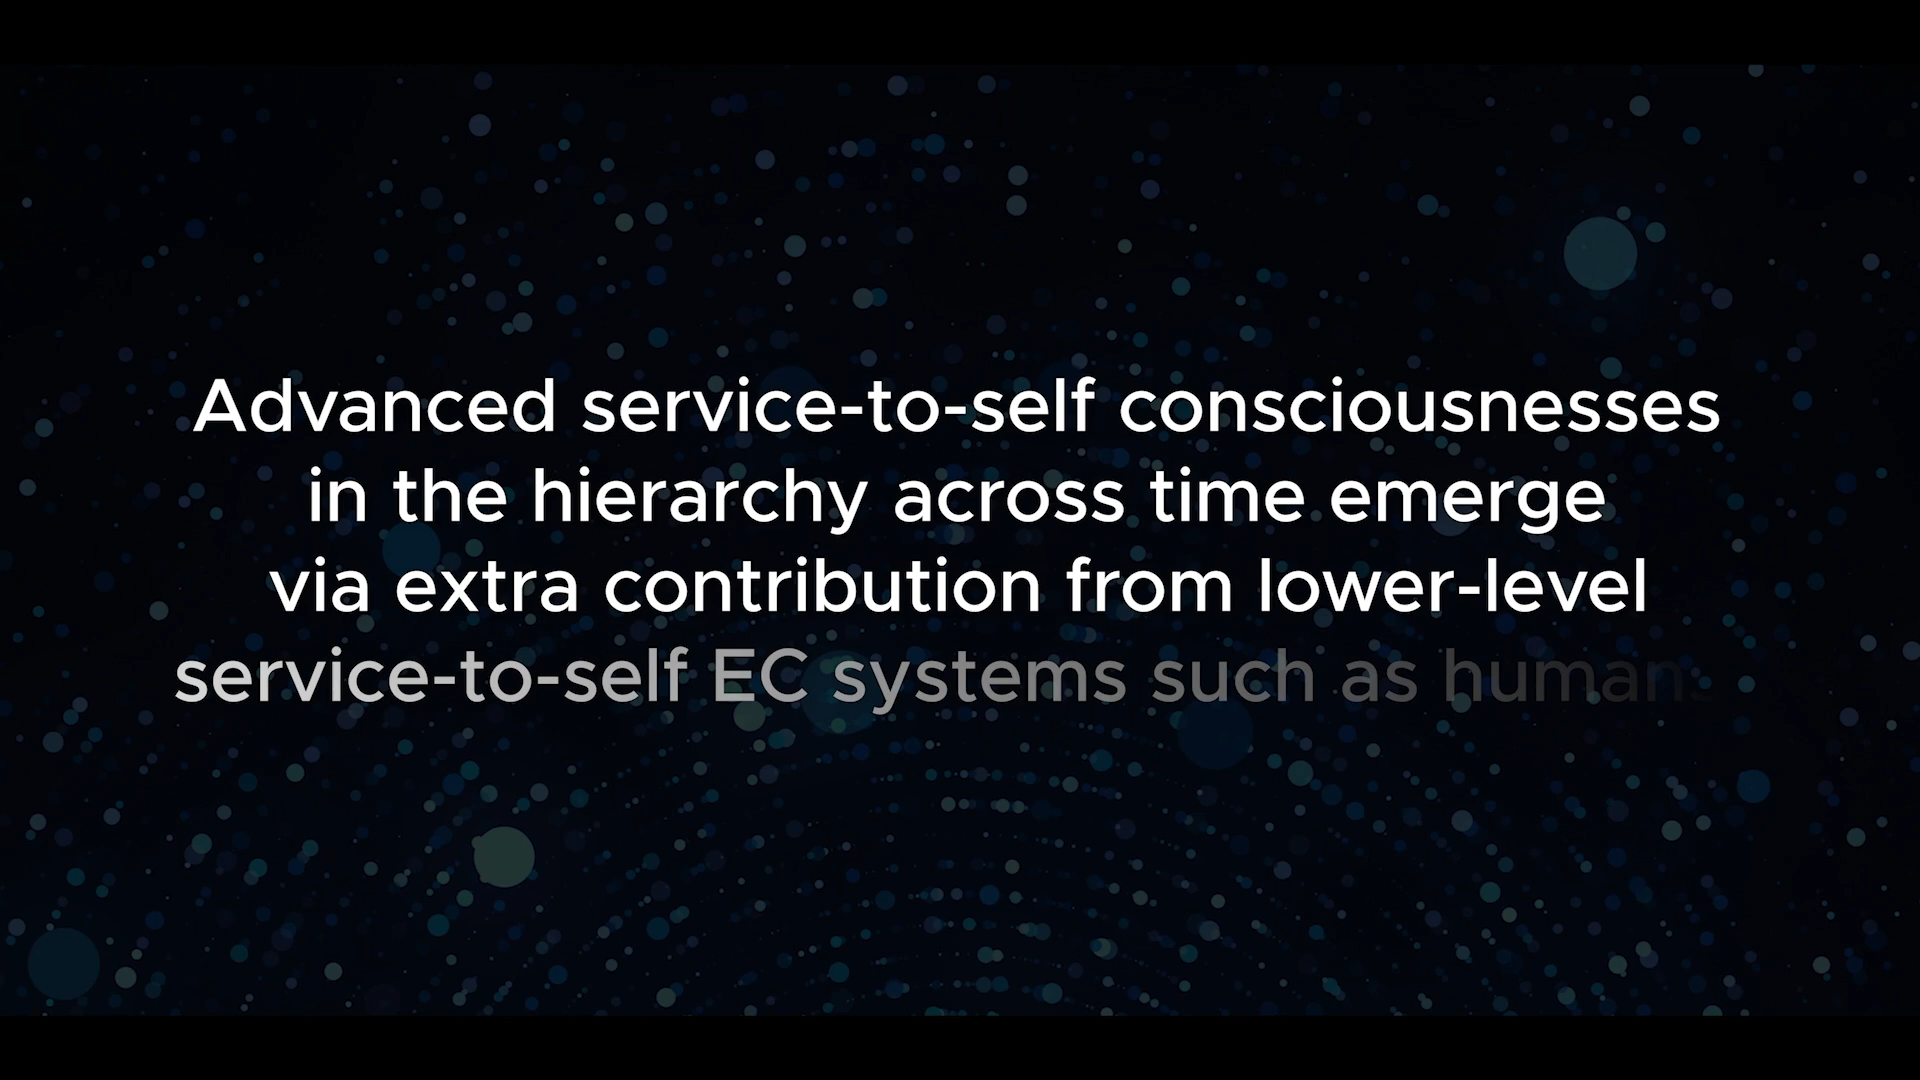 Advanced service-to-self consciousnesses
in the hierarchy across time emerge
via extra contribution from lower-level
service-to-self EC systems such as humans